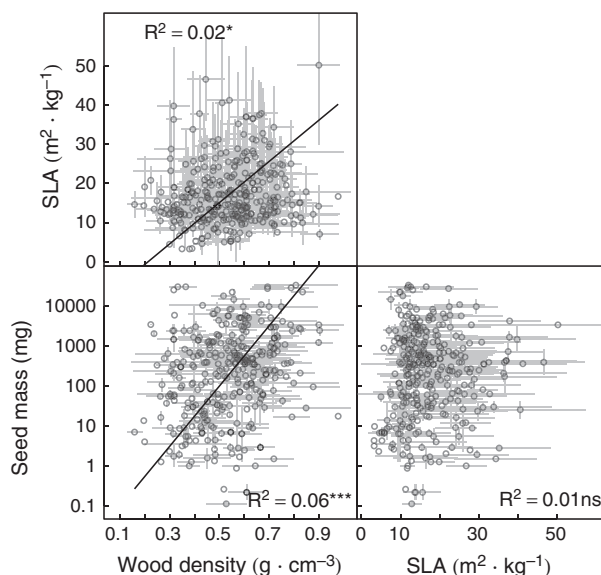 R² = 0.02*
SLA (m² · kg⁻¹)
50
40
30
20
10
0
Seed mass (mg)
10000
1000
100
10
1
0.1
R² = 0.06***
R² = 0.01ns
0.1 0.3 0.5 0.7 0.9
0 10 30 50
Wood density (g · cm⁻³)
SLA (m² · kg⁻¹)